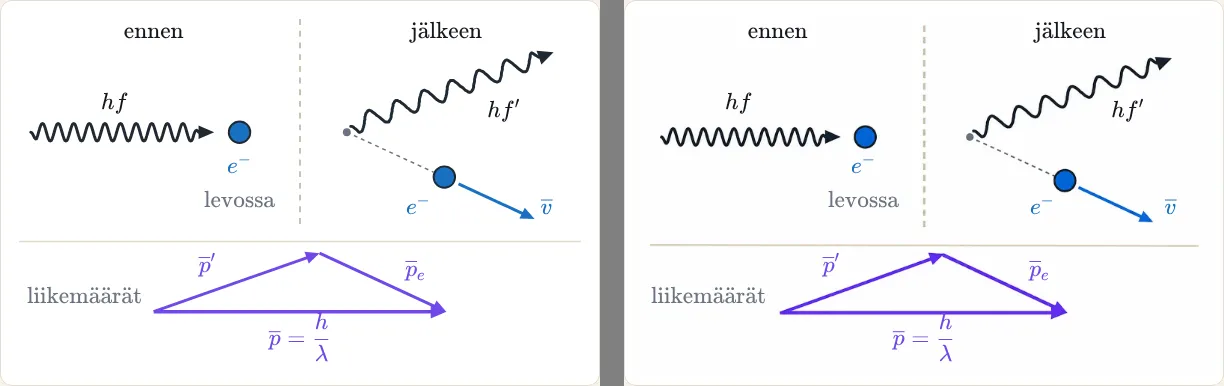 ennen
jälkeen
hf
hf′
e⁻
levossa
e⁻
v̅
p̅′
p̅ₑ
liikemäärät
p̅ = h/λ
ennen
jälkeen
hf
hf′
e⁻
levossa
e⁻
v̅
p̅′
p̅ₑ
liikemäärät
p̅ = h/λ